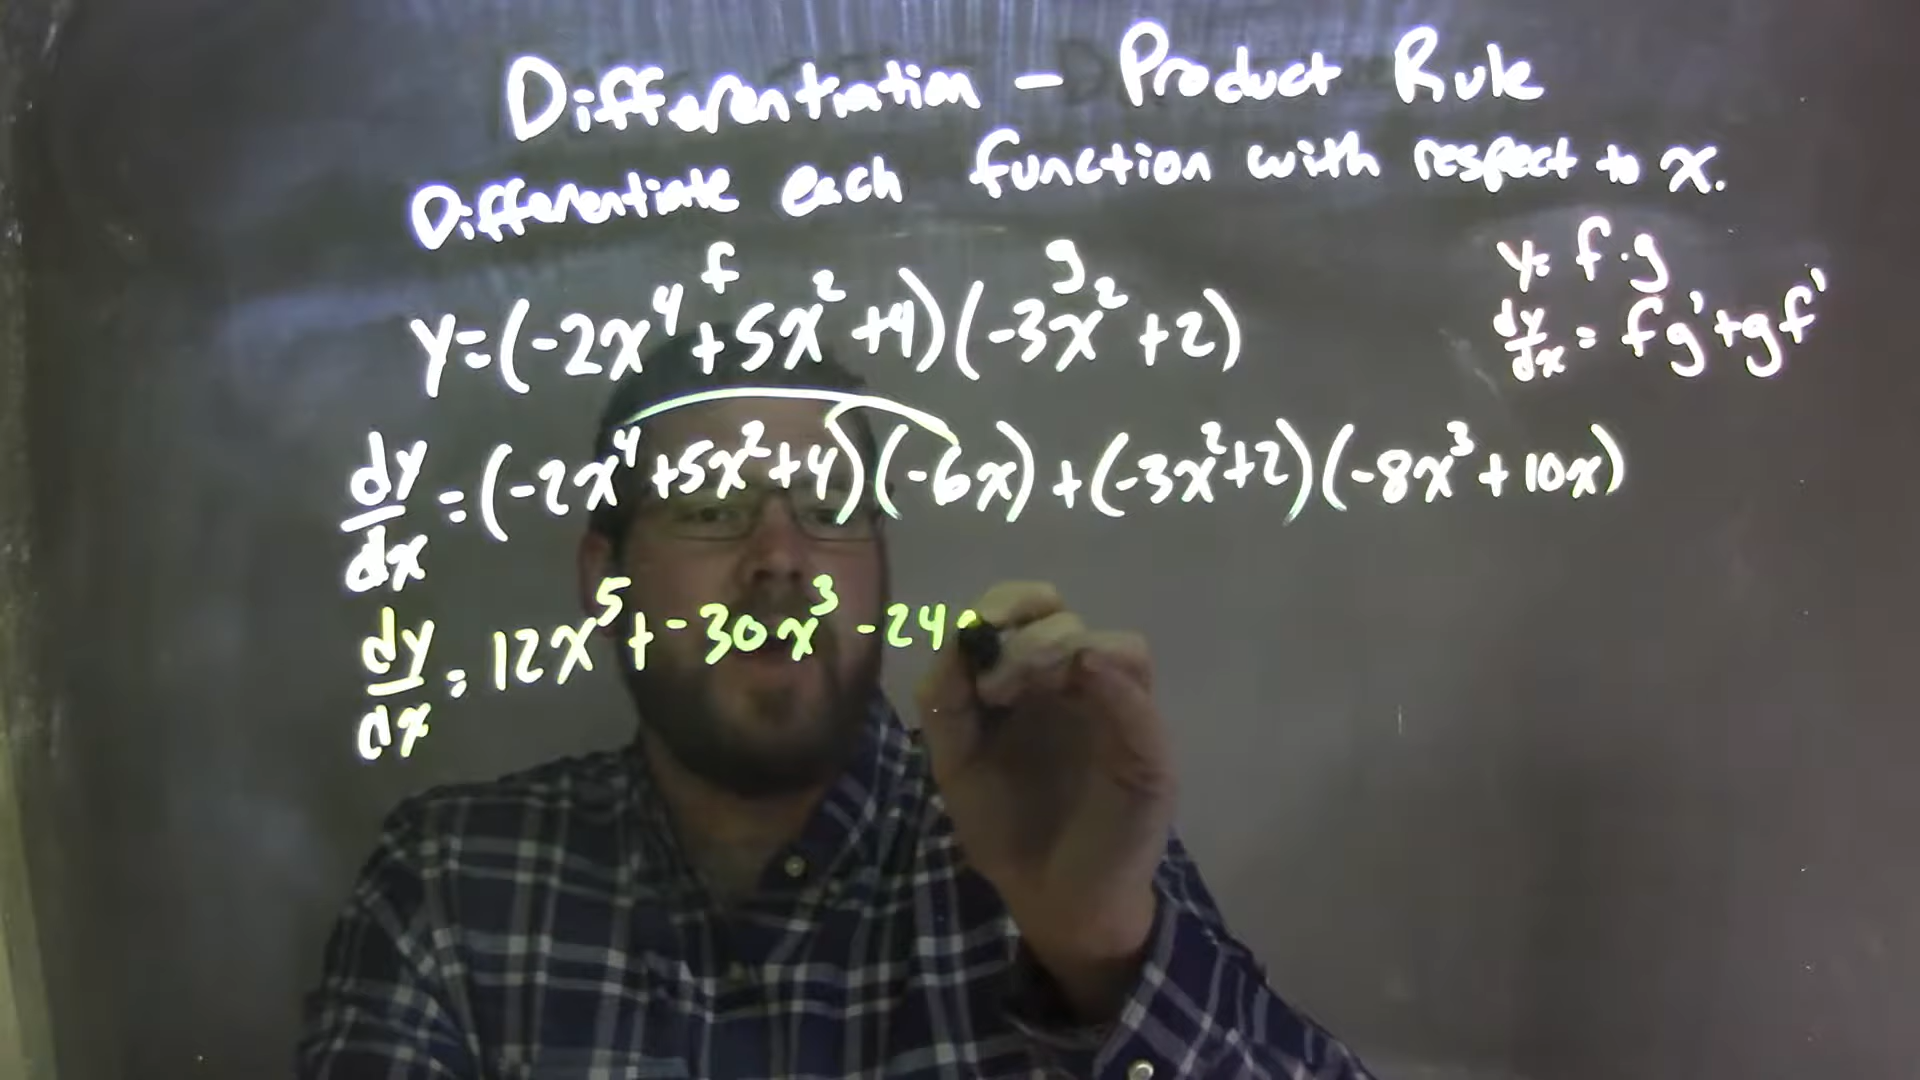 Differentiation - Product Rule
Differentiate each function with respect to x.
f g
y=(-2x⁴+5x²+4)(-3x²+2)
y= f·g
dy/dx = fg'+gf'
dy/dx =(-2x⁴+5x²+4)(-6x)+(-3x²+2)(-8x³+10x)
dy/dx = 12x⁵+-30x³-24